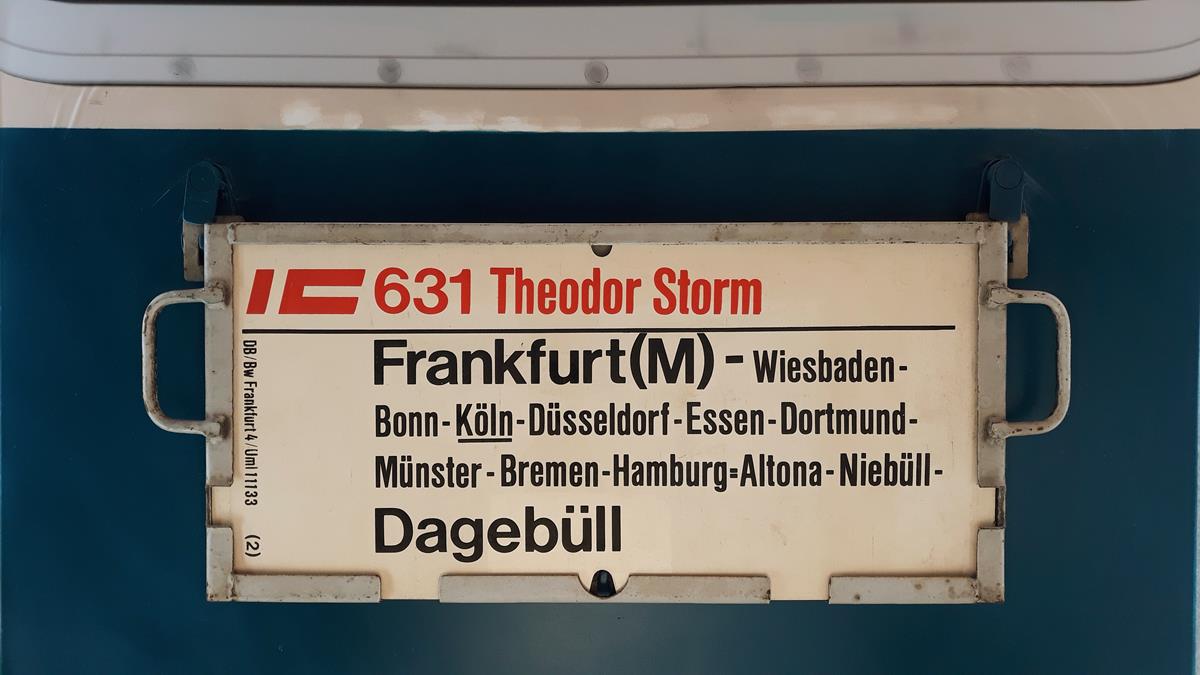 IC 631 Theodor Storm
Frankfurt(M) - Wiesbaden-
Bonn-Köln-Düsseldorf-Essen-Dortmund-
Münster-Bremen-Hamburg=Altona-Niebüll-
Dagebüll
DB/Bw Frankfurt 4/Uml 11133 (2)